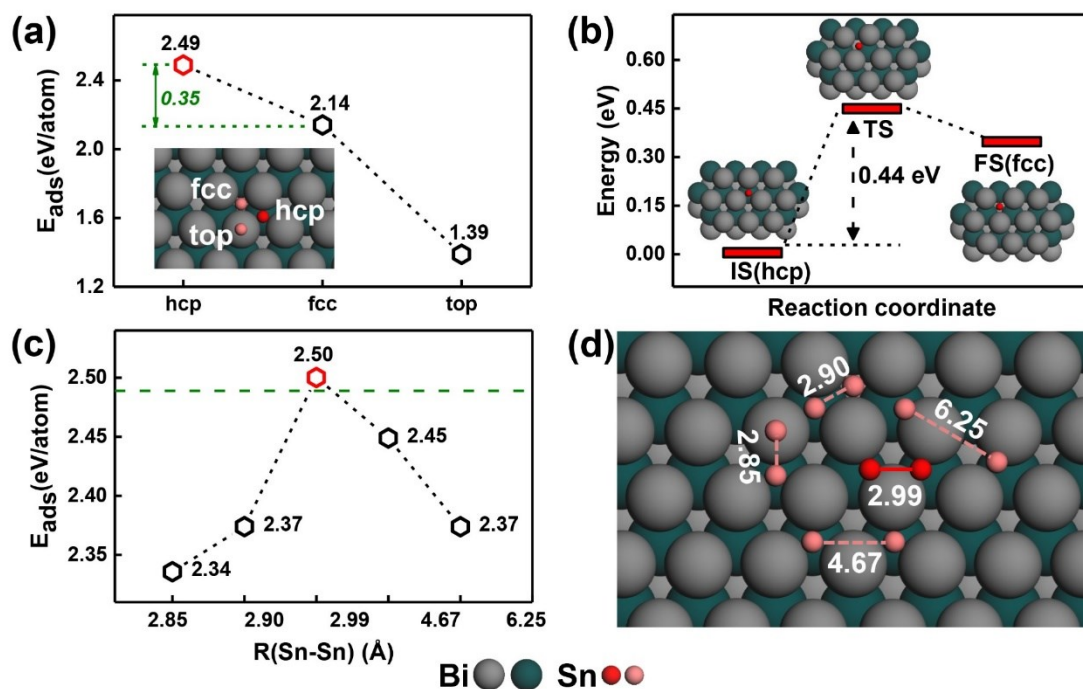 (a)
E_ads(eV/atom)
2.4
2.0
1.6
1.2
2.49
0.35
2.14
1.39
fcc
hcp
top
hcp fcc top
(b)
Energy (eV)
0.60
0.45
0.30
0.15
0.00
TS
0.44 eV
FS(fcc)
IS(hcp)
Reaction coordinate
(c)
E_ads(eV/atom)
2.50
2.45
2.40
2.35
2.50
2.45
2.37
2.37
2.34
2.85 2.90 2.99 4.67 6.25
R(Sn-Sn) (Å)
(d)
2.90
6.25
2.85
2.99
4.67
Bi Sn